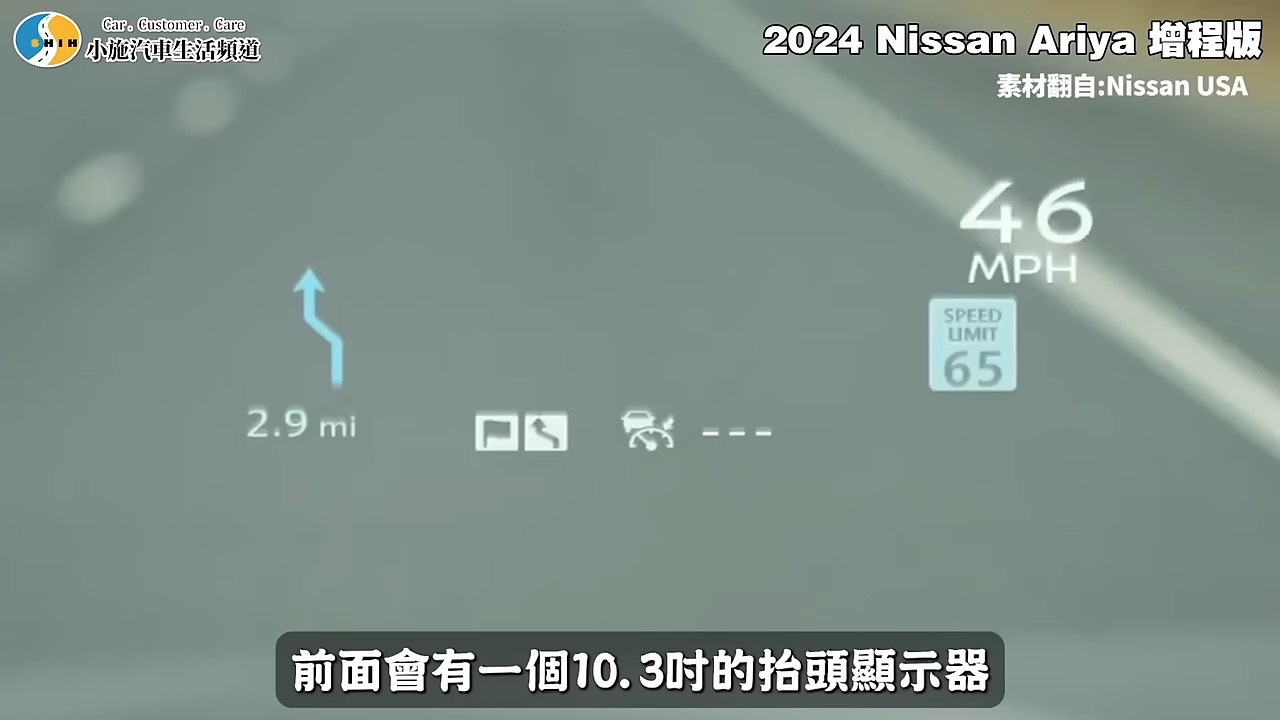 Car. Customer. Care
SHIH
小施汽車生活頻道
2024 Nissan Ariya 增程版
素材翻自:Nissan USA
46
MPH
SPEED
LIMIT
65
2.9 mi
---
前面會有一個10.3吋的抬頭顯示器